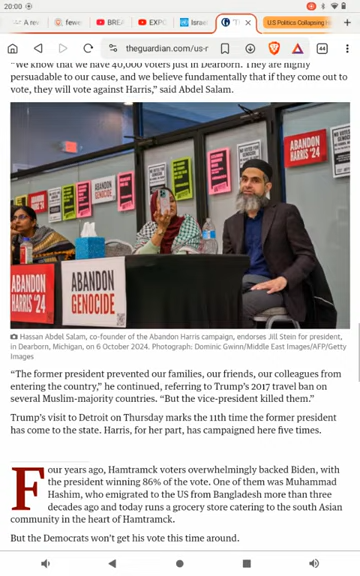 20:00
A rev
fewe
BREA
EXPO
Israe
"T
U.S Politics Collapsing in
theguardian.com/us-r
44
"We know that we have 40,000 voters just in Dearborn. They are highly
persuadable to our cause, and we believe fundamentally that if they come out to
vote, they will vote against Harris," said Abdel Salam.
ABANDON
HARRIS '24
ABANDON
GENOCIDE
ABANDON
HARRIS '24
ABANDON
GENOCIDE
Hassan Abdel Salam, co-founder of the Abandon Harris campaign, endorses Jill Stein for president,
in Dearborn, Michigan, on 6 October 2024. Photograph: Dominic Gwinn/Middle East Images/AFP/Getty
Images
"The former president prevented our families, our friends, our colleagues from
entering the country," he continued, referring to Trump's 2017 travel ban on
several Muslim-majority countries. "But the vice-president killed them."
Trump's visit to Detroit on Thursday marks the 11th time the former president
has come to the state. Harris, for her part, has campaigned here five times.
Four years ago, Hamtramck voters overwhelmingly backed Biden, with
the president winning 86% of the vote. One of them was Muhammad
Hashim, who emigrated to the US from Bangladesh more than three
decades ago and today runs a grocery store catering to the south Asian
community in the heart of Hamtramck.
But the Democrats won't get his vote this time around.